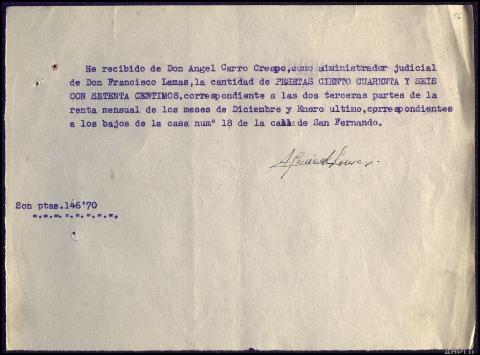 He recibido de Don Angel Carro Crespo,como administrador judicial
de Don Francisco Lamas,la cantidad de PESETAS CIENTO CUARENTA Y SEIS
CON SETENTA CENTIMOS,correspondiente a las dos terceras partes de la
renta mensual de los meses de Diciembre y Enero ultimo,correspondientes
a los bajos de la casa numº 18 de la calle de San Fernando.
Son ptas.146'70